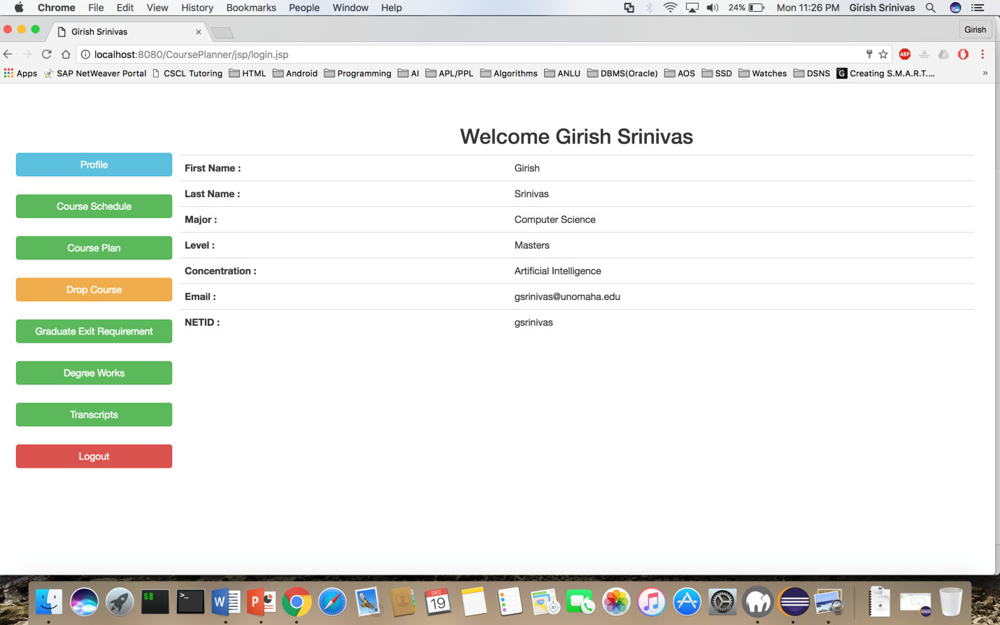 Chrome File Edit View History Bookmarks People Window Help 24% Mon 11:26 PM Girish Srinivas
Girish Srinivas Girish
localhost:8080/CoursePlanner/jsp/login.jsp ABP
Apps SAP NetWeaver Portal CSCL Tutoring HTML Android Programming AI APL/PPL Algorithms ANLU DBMS(Oracle) AOS SSD Watches DSNS G Creating S.M.A.R.T.... »
Welcome Girish Srinivas
Profile
Course Schedule
Course Plan
Drop Course
Graduate Exit Requirement
Degree Works
Transcripts
Logout
First Name : Girish
Last Name : Srinivas
Major : Computer Science
Level : Masters
Concentration : Artificial Intelligence
Email : gsrinivas@unomaha.edu
NETID : gsrinivas
$ >_ W P DEC 19